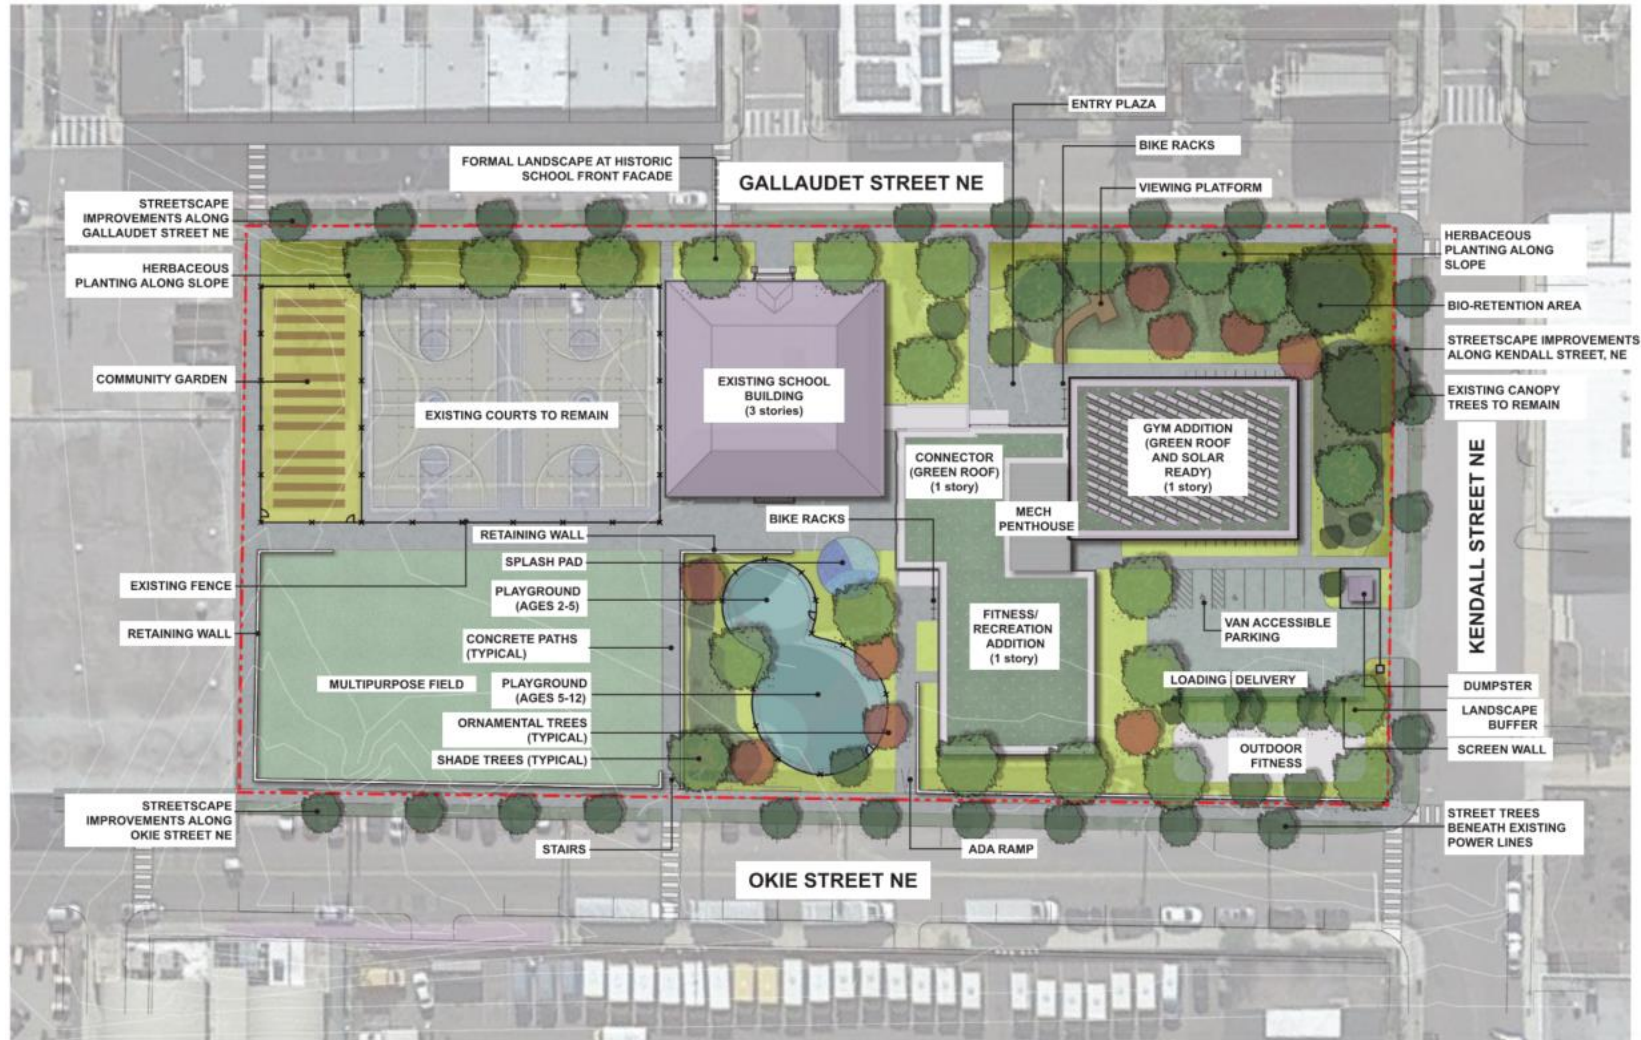 ENTRY PLAZA
BIKE RACKS
FORMAL LANDSCAPE AT HISTORIC
SCHOOL FRONT FACADE
GALLAUDET STREET NE
VIEWING PLATFORM
STREETSCAPE
IMPROVEMENTS ALONG
GALLAUDET STREET NE
HERBACEOUS
PLANTING ALONG SLOPE
HERBACEOUS
PLANTING ALONG
SLOPE
BIO-RETENTION AREA
STREETSCAPE IMPROVEMENTS
ALONG KENDALL STREET, NE
COMMUNITY GARDEN
EXISTING COURTS TO REMAIN
EXISTING SCHOOL
BUILDING
(3 stories)
EXISTING CANOPY
TREES TO REMAIN
GYM ADDITION
(GREEN ROOF
AND SOLAR
READY)
(1 story)
CONNECTOR
(GREEN ROOF)
(1 story)
MECH
PENTHOUSE
BIKE RACKS
KENDALL STREET NE
RETAINING WALL
SPLASH PAD
EXISTING FENCE
PLAYGROUND
(AGES 2-5)
RETAINING WALL
CONCRETE PATHS
(TYPICAL)
FITNESS/
RECREATION
ADDITION
(1 story)
VAN ACCESSIBLE
PARKING
MULTIPURPOSE FIELD
PLAYGROUND
(AGES 5-12)
LOADING
DELIVERY
DUMPSTER
LANDSCAPE
BUFFER
ORNAMENTAL TREES
(TYPICAL)
SHADE TREES (TYPICAL)
OUTDOOR
FITNESS
SCREEN WALL
STREETSCAPE
IMPROVEMENTS ALONG
OKIE STREET NE
STAIRS
ADA RAMP
STREET TREES
BENEATH EXISTING
POWER LINES
OKIE STREET NE